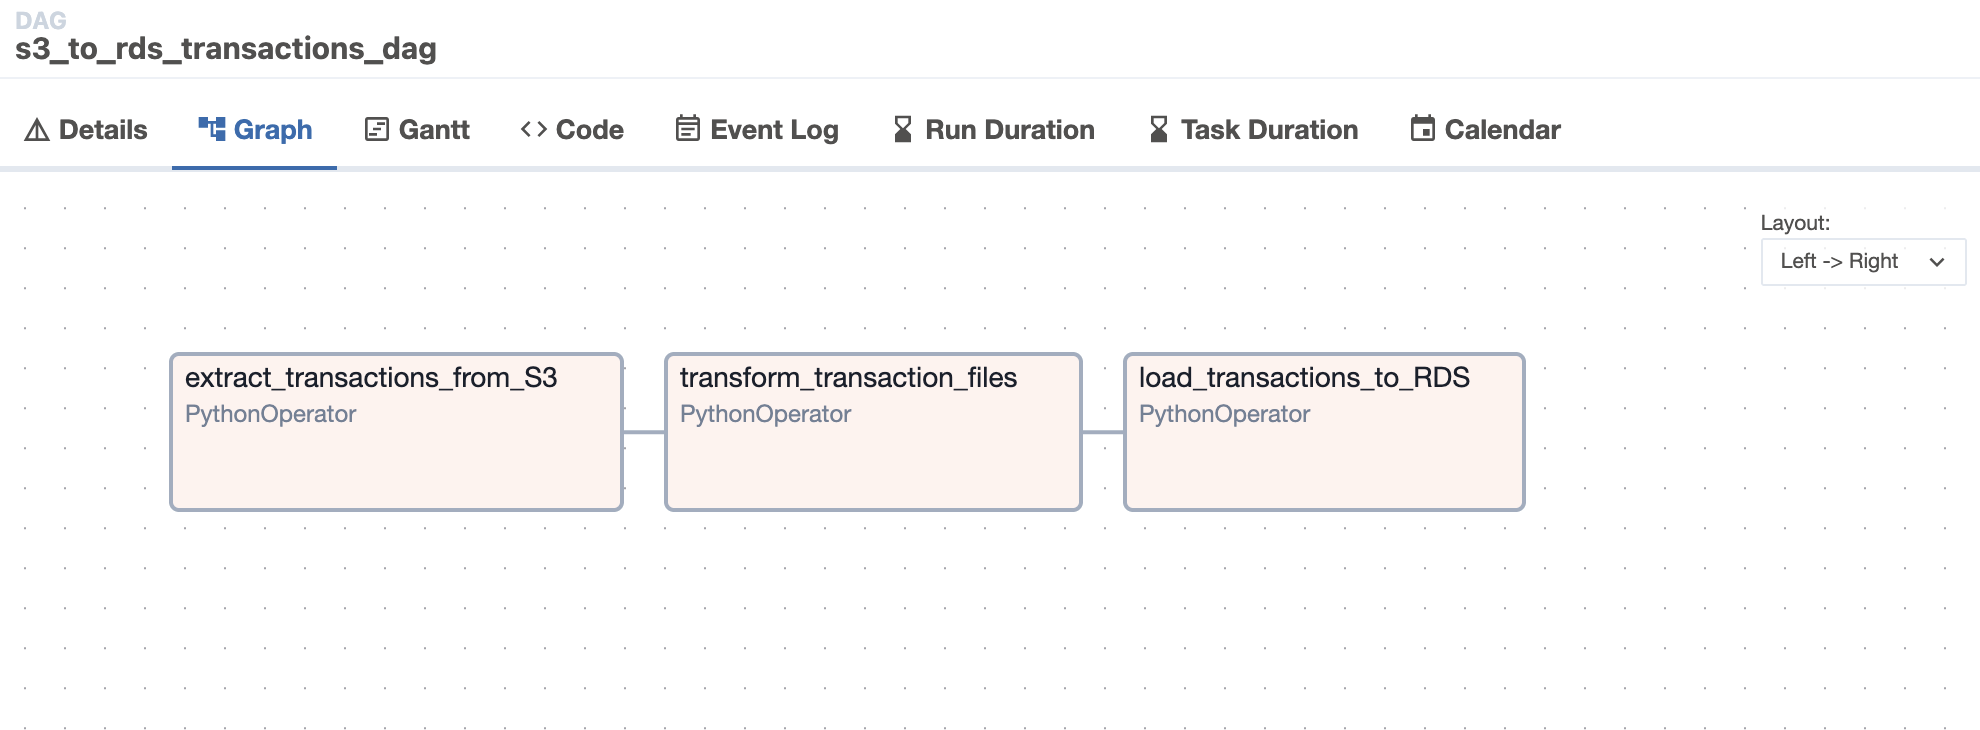 DAG
s3_to_rds_transactions_dag
Details Graph Gantt Code Event Log Run Duration Task Duration Calendar
Layout:
Left -> Right
extract_transactions_from_S3 transform_transaction_files load_transactions_to_RDS
PythonOperator PythonOperator PythonOperator